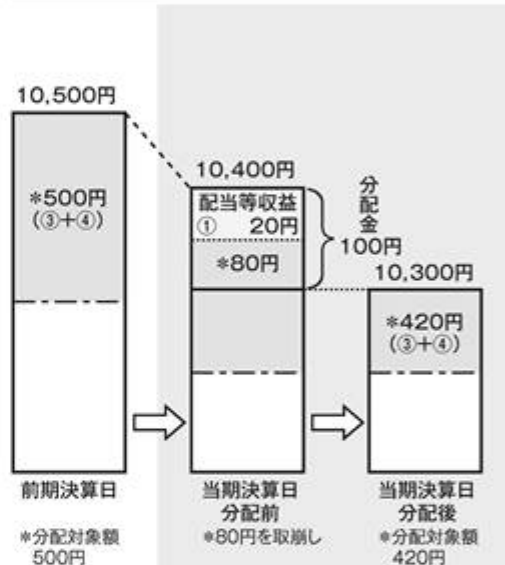 10,500円
*500円
(③+④)
10,400円
配当等収益
① 20円
*80円
分配金
100円
10,300円
*420円
(③+④)
前期決算日
*分配対象額
500円
当期決算日
分配前
*80円を取崩し
当期決算日
分配後
*分配対象額
420円